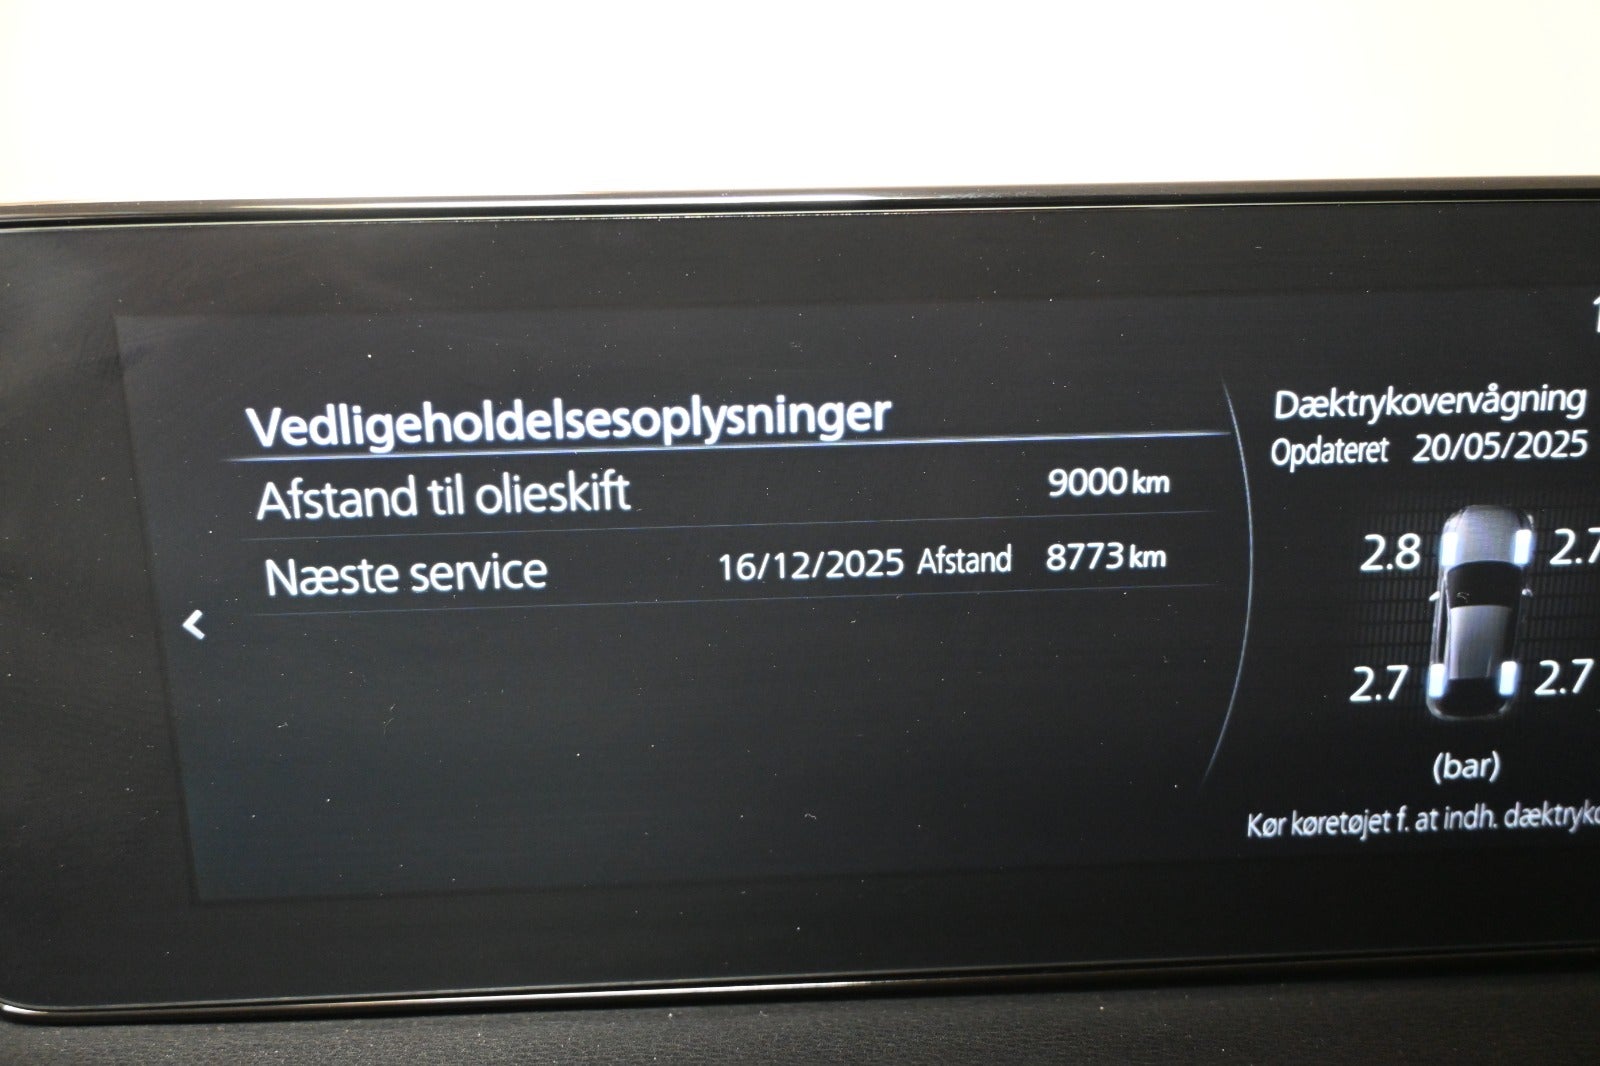 Vedligeholdelsesoplysninger
Afstand til olieskift 9000 km
Næste service 16/12/2025 Afstand 8773 km
Dæktrykovervågning
Opdateret 20/05/2025
2.8 2.7
2.7 2.7
(bar)
Kør køretøjet f. at indh. dæktryk